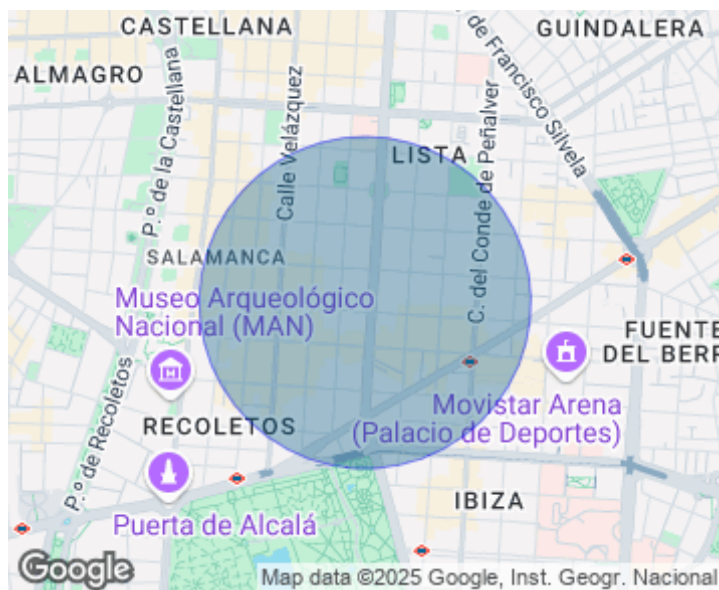 CASTELLANA
GUINDALERA
ALMAGRO
P.º de la Castellana
Calle Velázquez
de Francisco Silvela
C. del Conde de Peñalver
LISTA
SALAMANCA
Museo Arqueológico
Nacional (MAN)
FUENTE
DEL BERR
P.º de Recoletos
RECOLETOS
Movistar Arena
(Palacio de Deportes)
IBIZA
Puerta de Alcalá
Google
Map data ©2025 Google, Inst. Geogr. Nacional